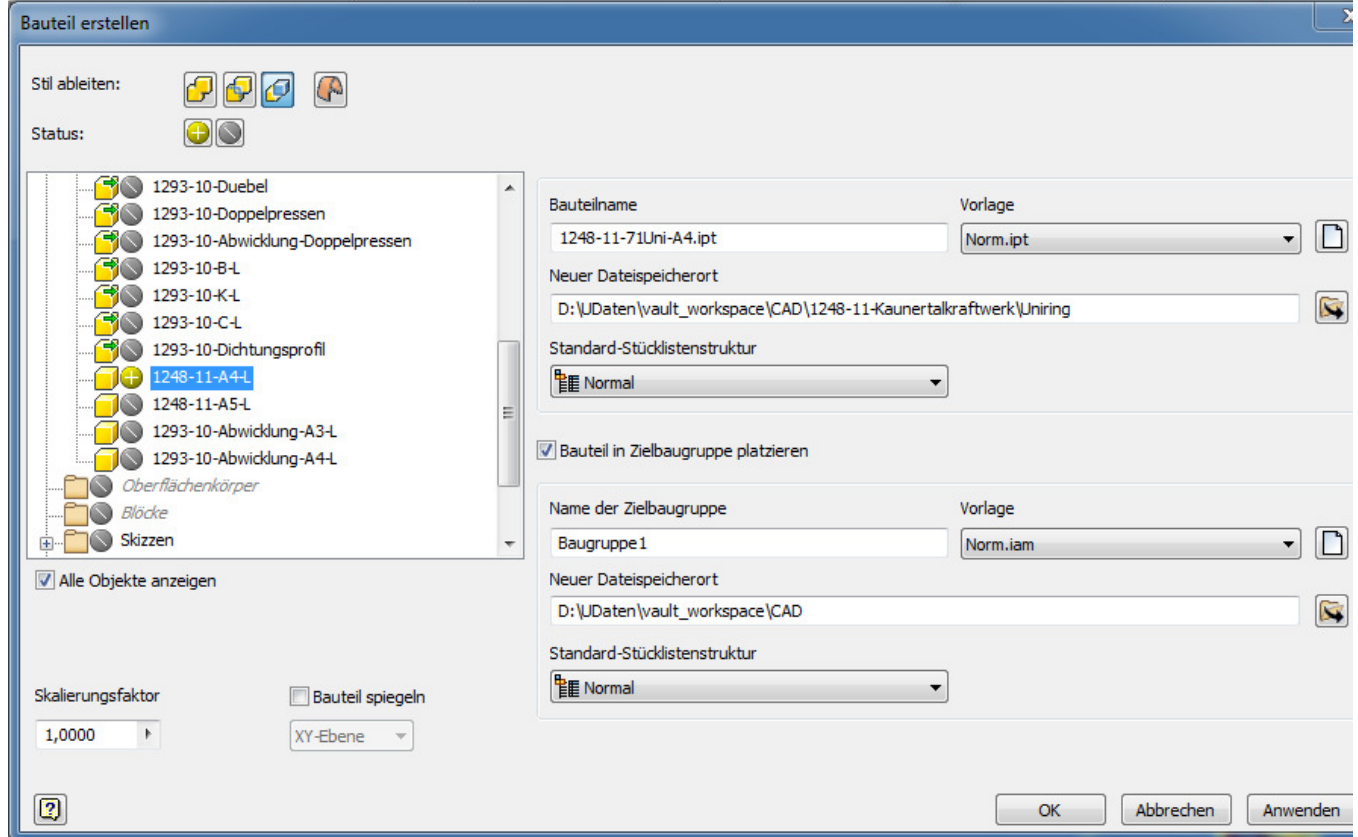 Bauteil erstellen
Stil ableiten:
Status:
1293-10-Duebel
1293-10-Doppelpressen
1293-10-Abwicklung-Doppelpressen
1293-10-B-L
1293-10-K-L
1293-10-C-L
1293-10-Dichtungsprofil
1248-11-A4-L
1248-11-A5-L
1293-10-Abwicklung-A3-L
1293-10-Abwicklung-A4-L
Oberflächenkörper
Blöcke
Skizzen
Alle Objekte anzeigen
Skalierungsfaktor
1,0000
Bauteil spiegeln
XY-Ebene
Bauteilname
Vorlage
1248-11-71Uni-A4.ipt
Norm.ipt
Neuer Dateispeicherort
D:\UDaten\vault_workspace\CAD\1248-11-Kaunertalkraftwerk\Uniring
Standard-Stücklistenstruktur
Normal
Bauteil in Zielbaugruppe platzieren
Name der Zielbaugruppe
Vorlage
Baugruppe1
Norm.iam
Neuer Dateispeicherort
D:\UDaten\vault_workspace\CAD
Standard-Stücklistenstruktur
Normal
OK
Abbrechen
Anwenden